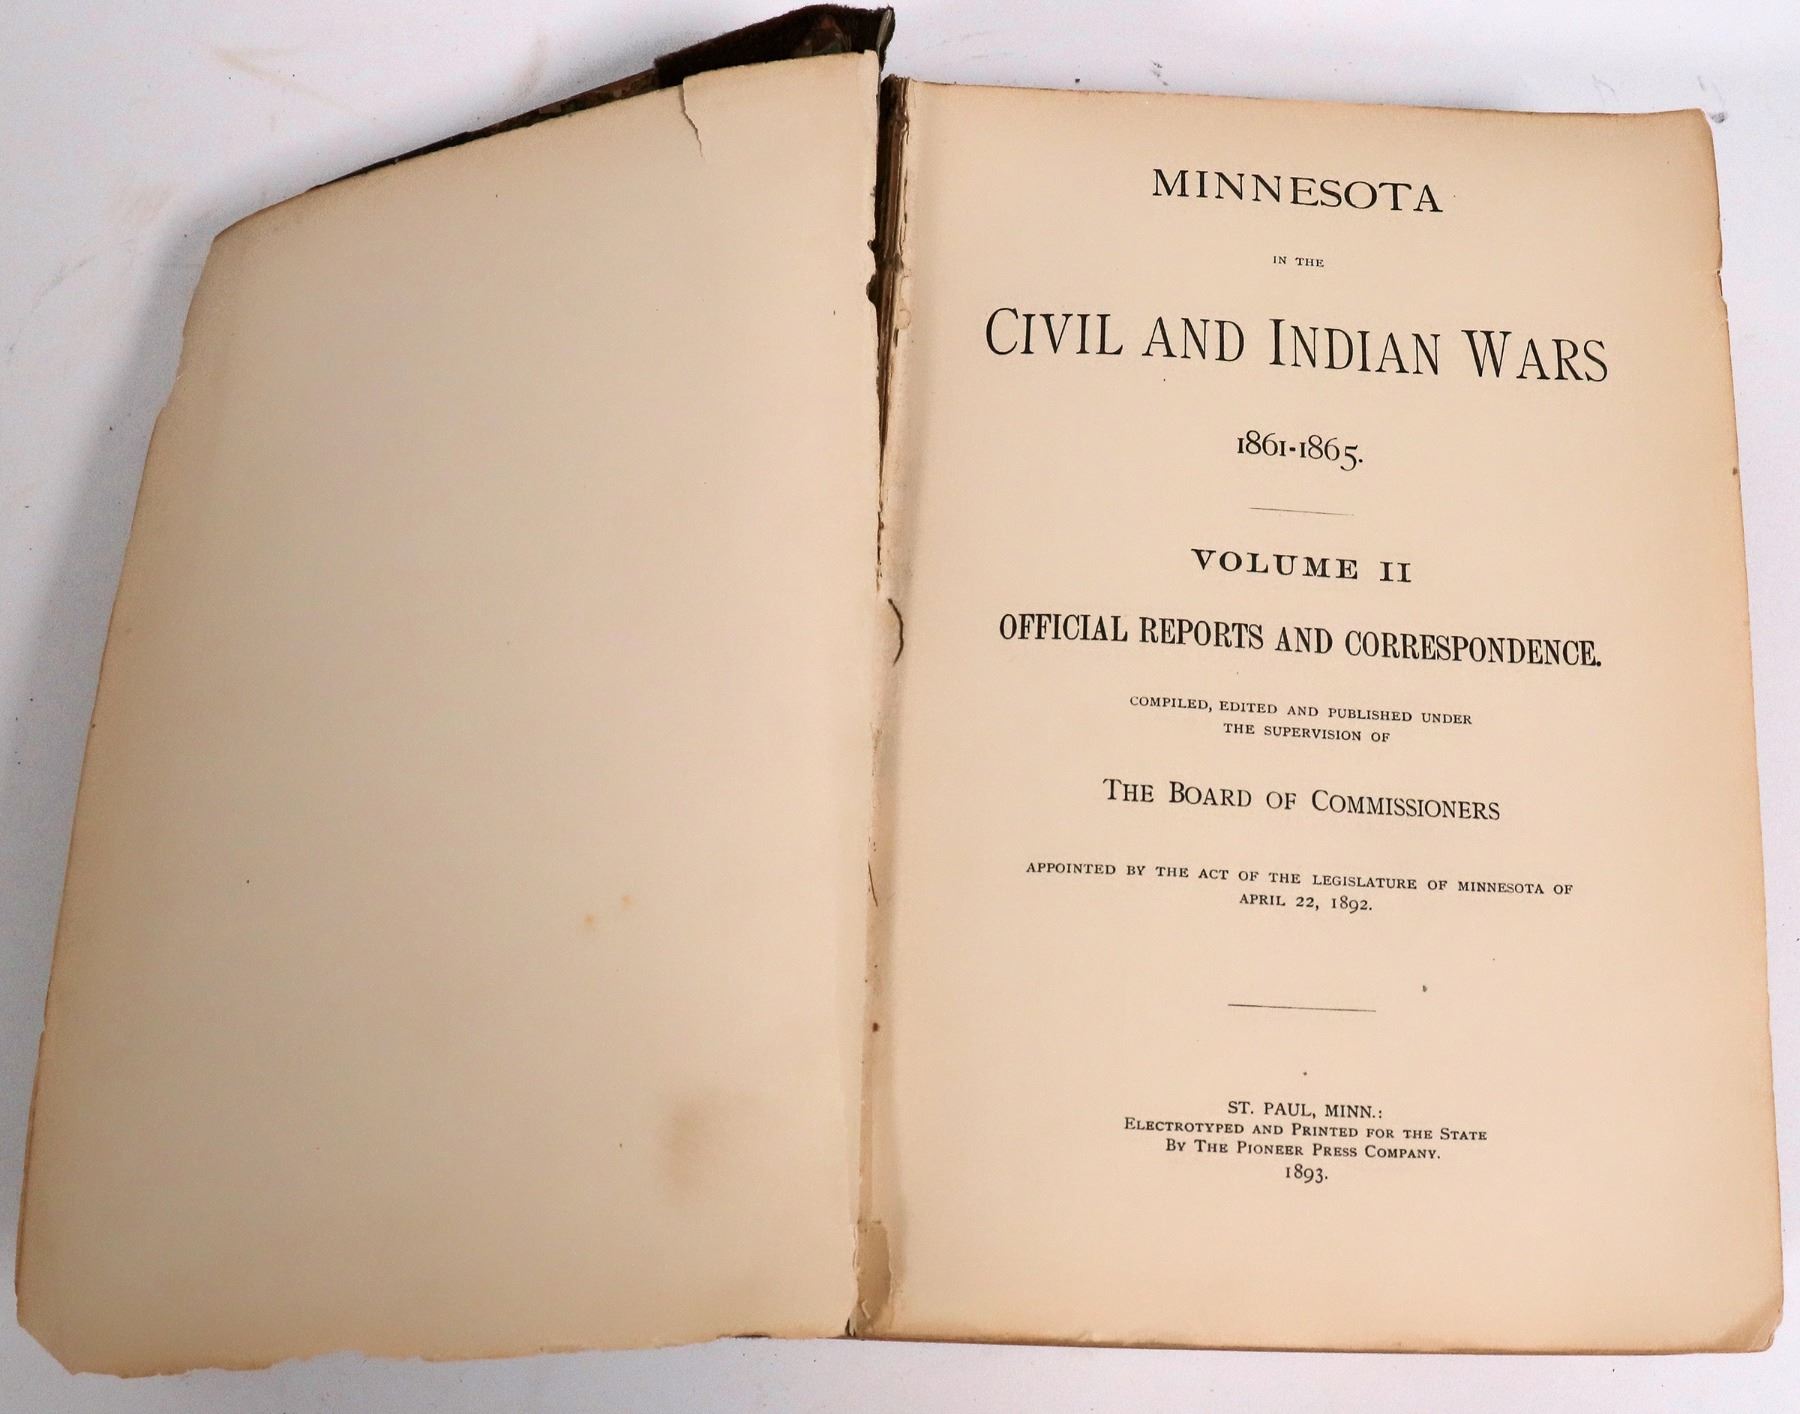 MINNESOTA
IN THE
CIVIL AND INDIAN WARS
1861-1865.
VOLUME II
OFFICIAL REPORTS AND CORRESPONDENCE.
COMPILED, EDITED AND PUBLISHED UNDER
THE SUPERVISION OF
THE BOARD OF COMMISSIONERS
APPOINTED BY THE ACT OF THE LEGISLATURE OF MINNESOTA OF
APRIL 22, 1892.
ST. PAUL, MINN.:
ELECTROTYPED AND PRINTED FOR THE STATE
BY THE PIONEER PRESS COMPANY.
1893.